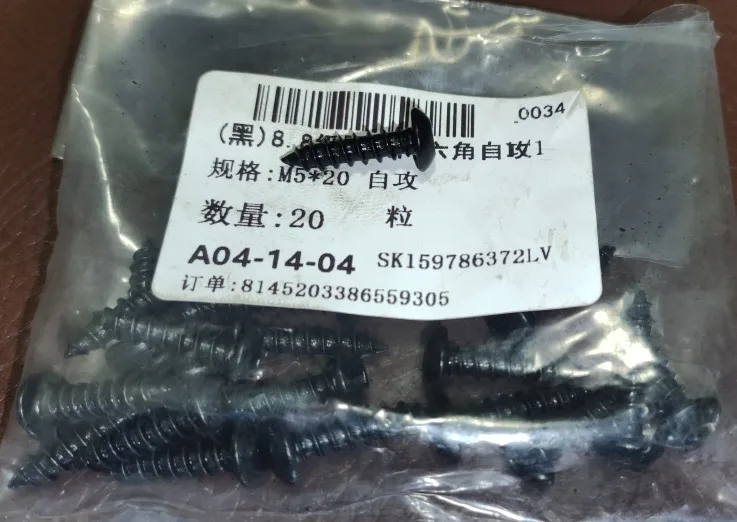 0034
(黑)8.8 六角自攻1
规格:M5*20 自攻
数量:20 粒
A04-14-04 SK159786372LV
订单:8145203386559305